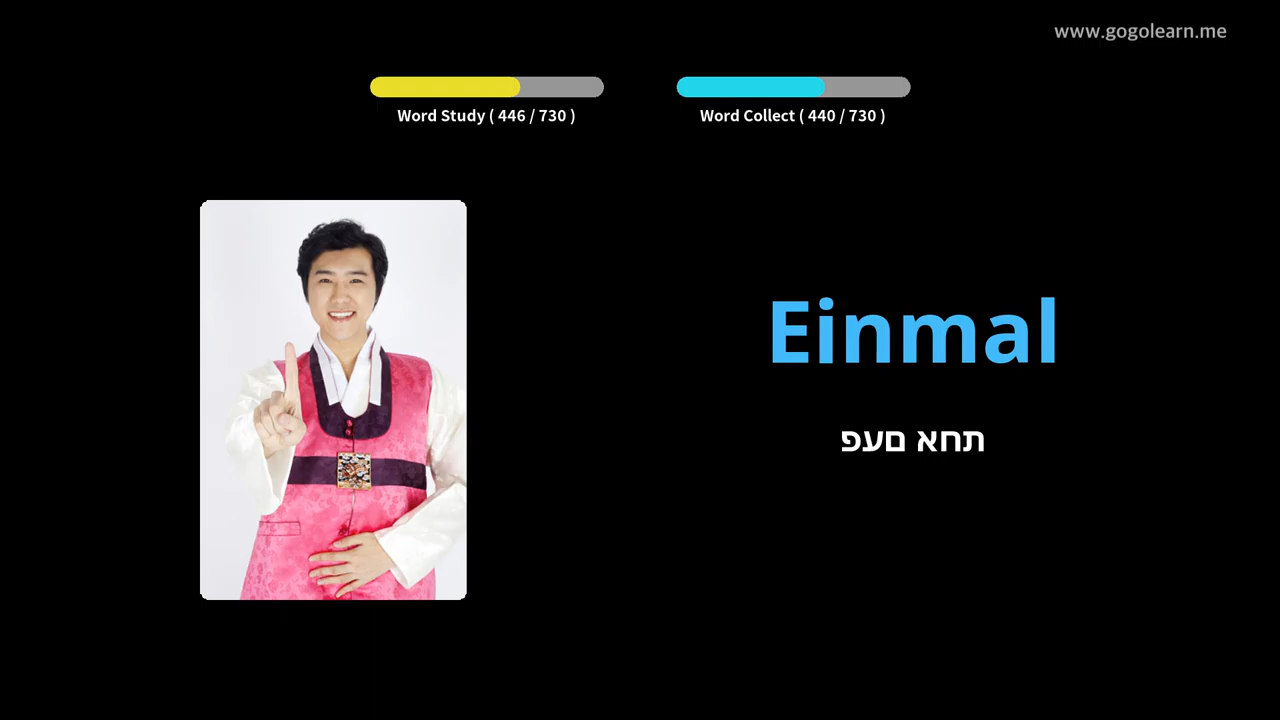 www.gogolearn.me
Word Study ( 446 / 730 )
Word Collect ( 440 / 730 )
Einmal
פעם אחת